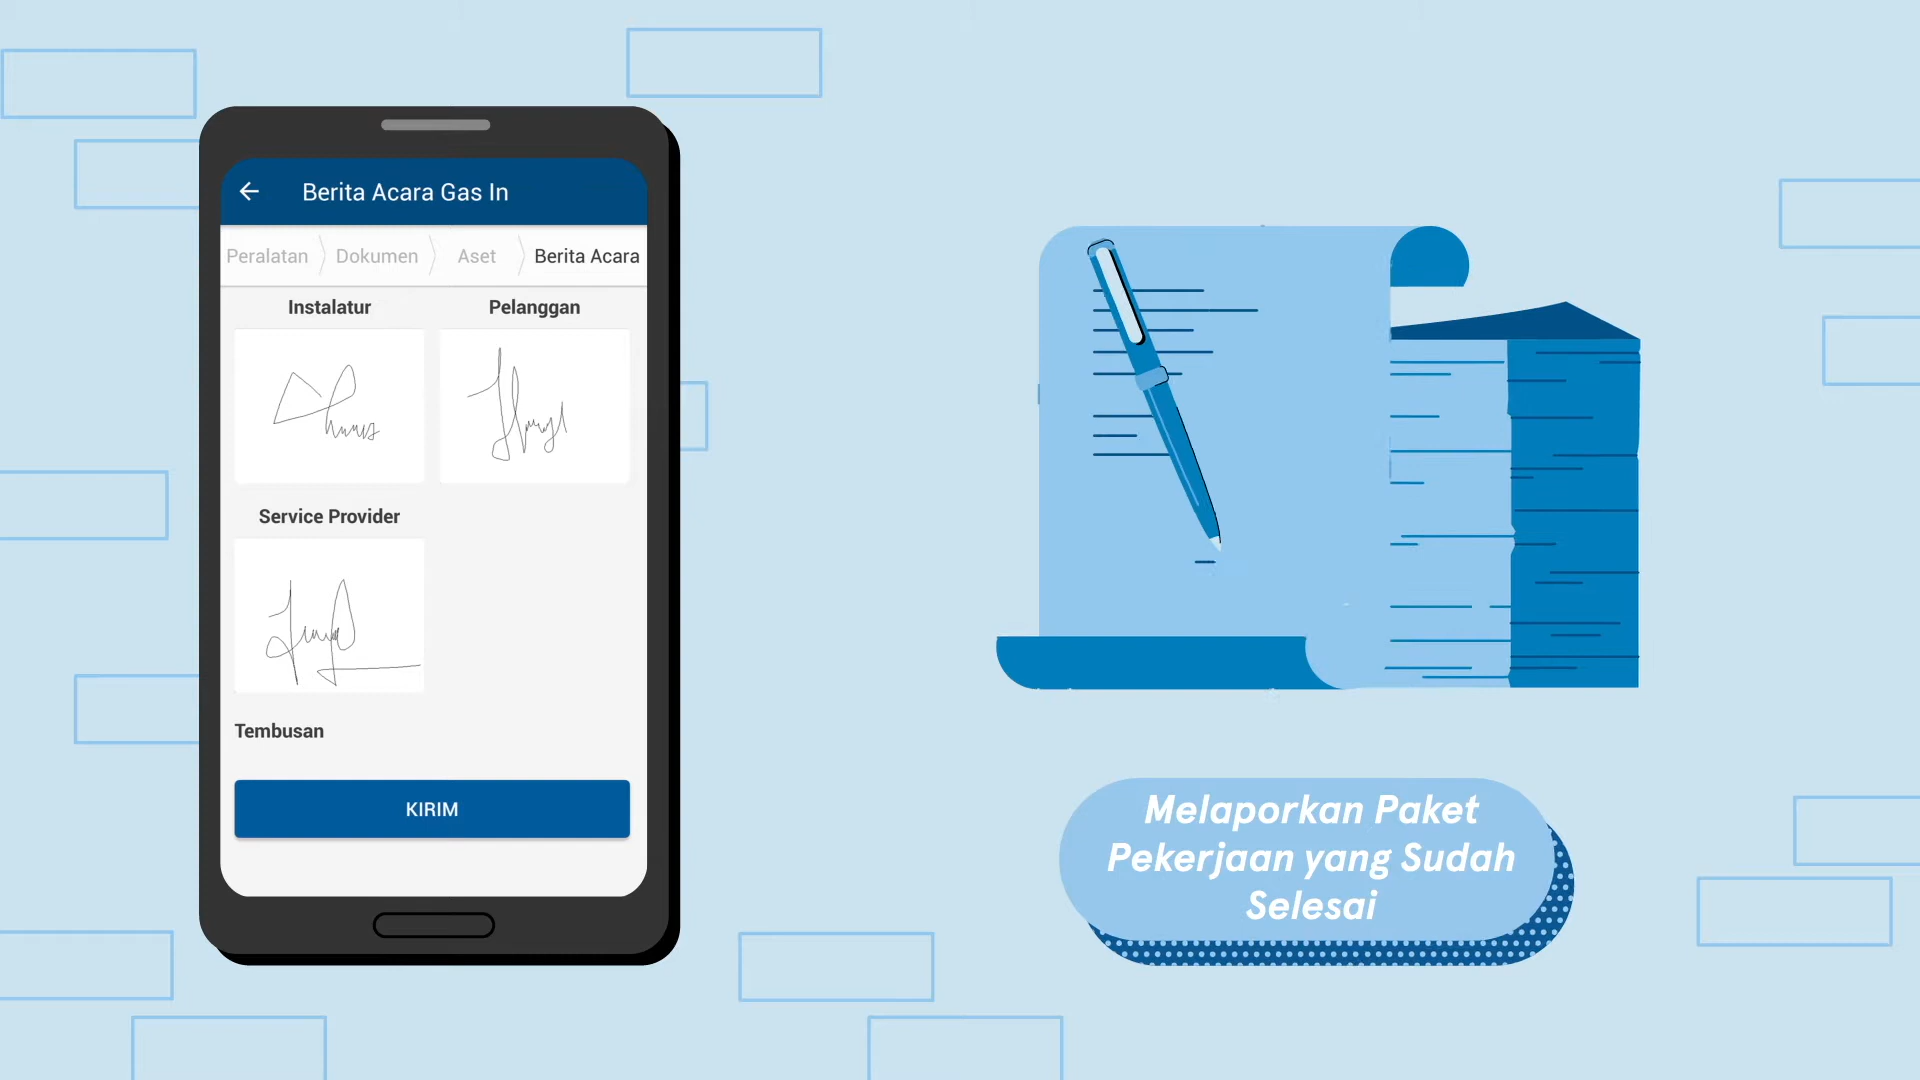 Berita Acara Gas In
Peralatan Dokumen Aset Berita Acara
Instalatur Pelanggan
Service Provider
Tembusan
KIRIM
Melaporkan Paket
Pekerjaan yang Sudah
Selesai